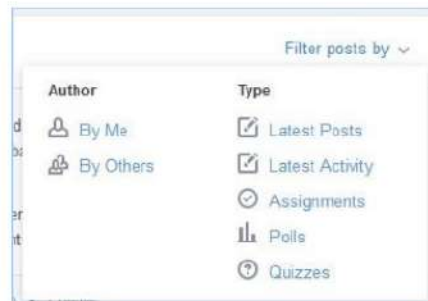 Filter posts by
Author
Type
By Me
By Others
Latest Posts
Latest Activity
Assignments
Polls
Quizzes